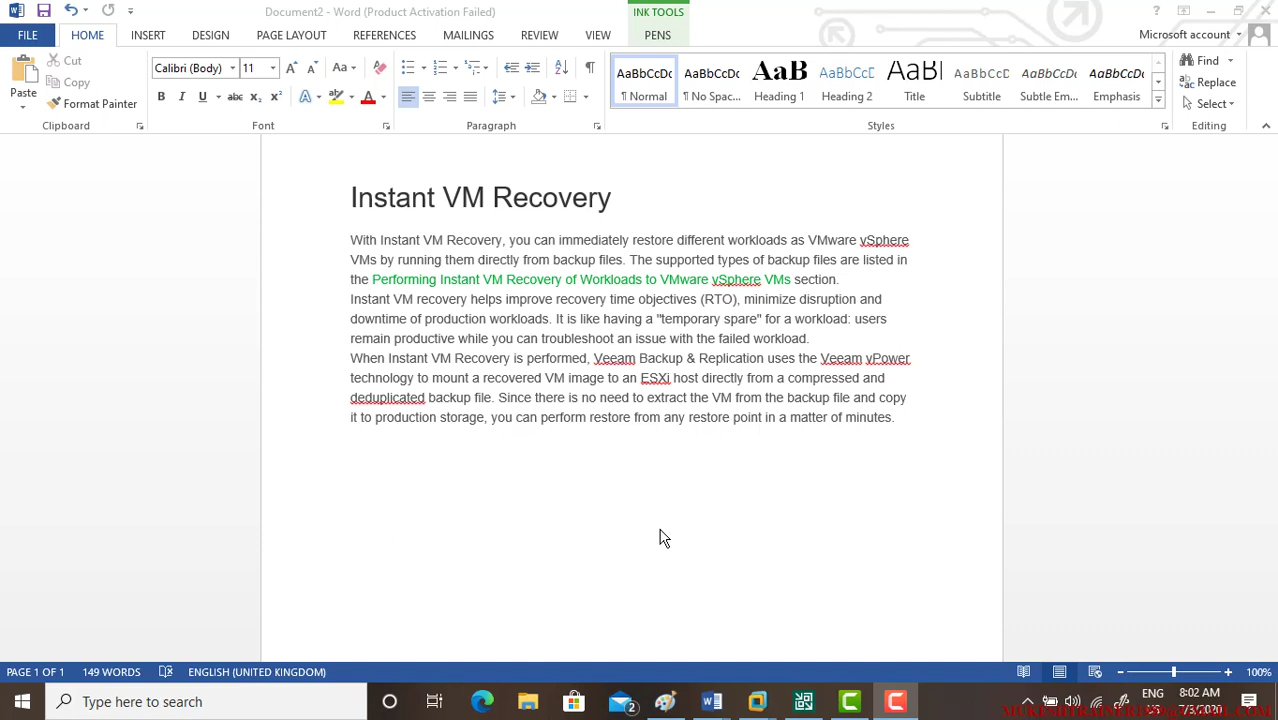 Document2 - Word (Product Activation Failed)
INK TOOLS
?
FILE
HOME
INSERT
DESIGN
PAGE LAYOUT
REFERENCES
MAILINGS
REVIEW
VIEW
PENS
Microsoft account
Paste
Cut
Copy
Format Painter
Clipboard
Calibri (Body)
11
Aa
B I U abc x₂ x²
A
A
Font
Paragraph
AaBbCcDc
¶ Normal
AaBbCcDc
¶ No Spac...
AaB
Heading 1
AaBbCcD
Heading 2
AaBl
Title
AaBbCcD
Subtitle
AaBbCcDc
Subtle Em...
AaBbCcDc
Emphasis
Styles
Find
Replace
Select
Editing
Instant VM Recovery
With Instant VM Recovery, you can immediately restore different workloads as VMware vSphere
VMs by running them directly from backup files. The supported types of backup files are listed in
the Performing Instant VM Recovery of Workloads to VMware vSphere VMs section.
Instant VM recovery helps improve recovery time objectives (RTO), minimize disruption and
downtime of production workloads. It is like having a "temporary spare" for a workload: users
remain productive while you can troubleshoot an issue with the failed workload.
When Instant VM Recovery is performed, Veeam Backup & Replication uses the Veeam vPower
technology to mount a recovered VM image to an ESXi host directly from a compressed and
deduplicated backup file. Since there is no need to extract the VM from the backup file and copy
it to production storage, you can perform restore from any restore point in a matter of minutes.
PAGE 1 OF 1
149 WORDS
ENGLISH (UNITED KINGDOM)
100%
Type here to search
2
ENG
8:02 AM
7/3/2020